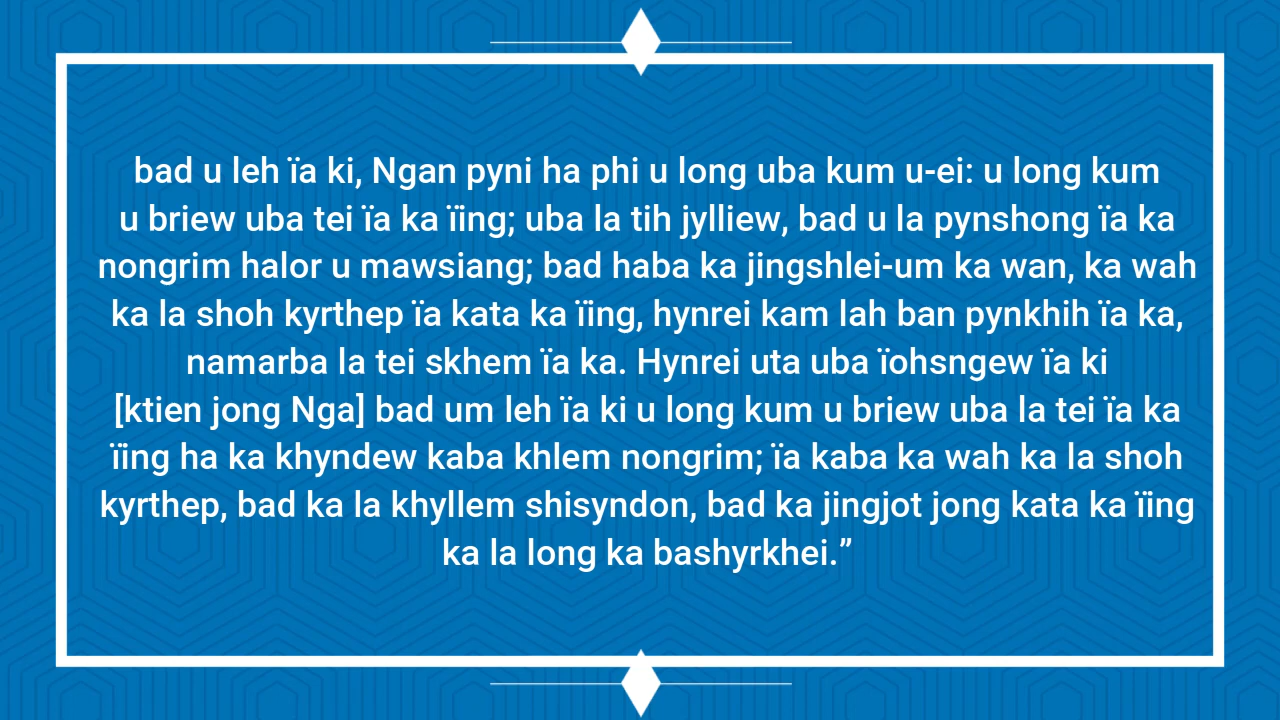 bad u leh ïa ki, Ngan pyni ha phi u long uba kum u-ei: u long kum
u briew uba tei ïa ka ïing; uba la tih jylliew, bad u la pynshong ïa ka
nongrim halor u mawsiang; bad haba ka jingshlei-um ka wan, ka wah
ka la shoh kyrthep ïa kata ka ïing, hynrei kam lah ban pynkhih ïa ka,
namarba la tei skhem ïa ka. Hynrei uta uba ïohsngew ïa ki
[ktien jong Nga] bad um leh ïa ki u long kum u briew uba la tei ïa ka
ïing ha ka khyndew kaba khlem nongrim; ïa kaba ka wah ka la shoh
kyrthep, bad ka la khyllem shisyndon, bad ka jingjot jong kata ka ïing
ka la long ka bashyrkhei.”